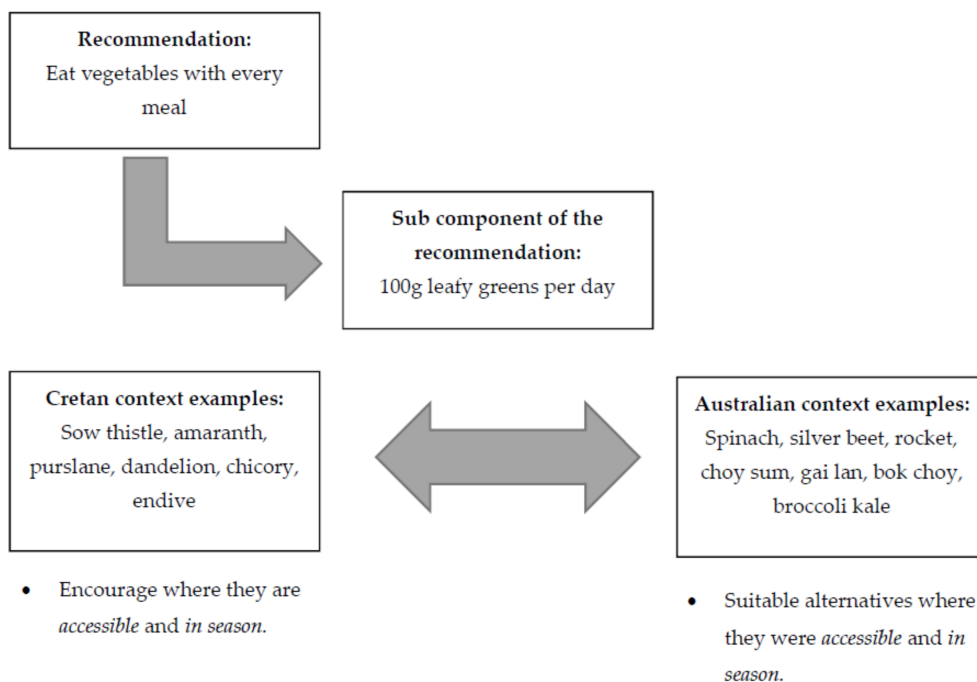 Recommendation:
Eat vegetables with every
meal
Sub component of the
recommendation:
100g leafy greens per day
Cretan context examples:
Sow thistle, amaranth,
purslane, dandelion, chicory,
endive
• Encourage where they are
accessible and in season.
Australian context examples:
Spinach, silver beet, rocket,
choy sum, gai lan, bok choy,
broccoli kale
• Suitable alternatives where
they were accessible and in
season.